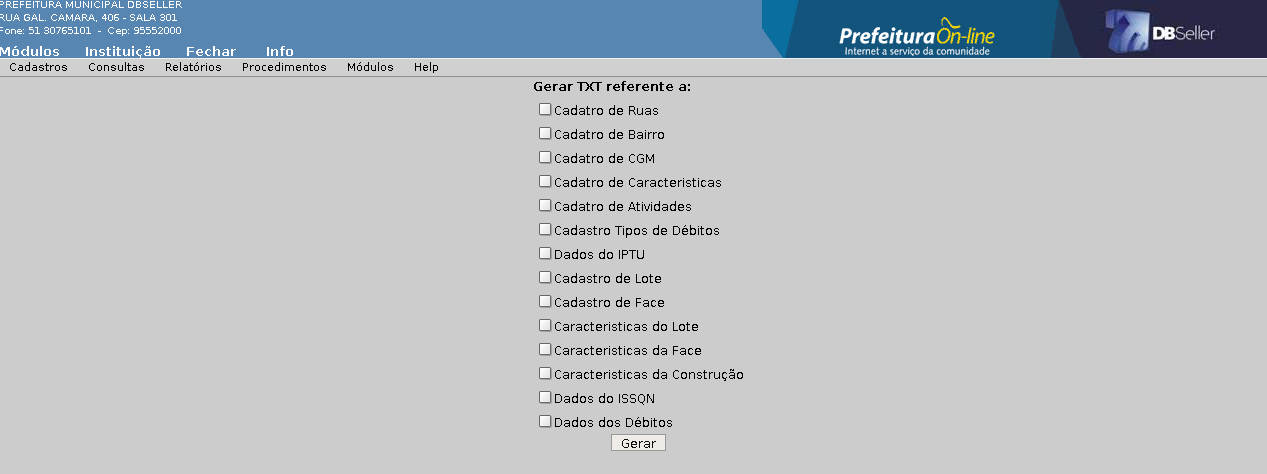 PREFEITURA MUNICIPAL DBSELLER
RUA GAL. CAMARA, 406 - SALA 301
Fone: 51 30765101 - Cep: 95552000
Módulos Instituição Fechar Info
PrefeituraOn-line
Internet a serviço da comunidade
DBSeller
Cadastros Consultas Relatórios Procedimentos Módulos Help
Gerar TXT referente a:
Cadatro de Ruas
Cadatro de Bairro
Cadatro de CGM
Cadatro de Caracteristicas
Cadatro de Atividades
Cadastro Tipos de Débitos
Dados do IPTU
Cadastro de Lote
Cadastro de Face
Caracteristicas do Lote
Caracteristicas da Face
Caracteristicas da Construção
Dados do ISSQN
Dados dos Débitos
Gerar